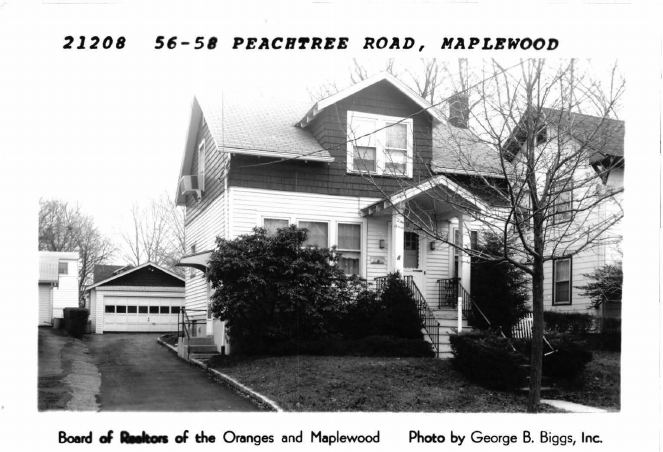 21208 56-58 PEACHTREE ROAD, MAPLEWOOD
Board of Realtors of the Oranges and Maplewood Photo by George B. Biggs, Inc.